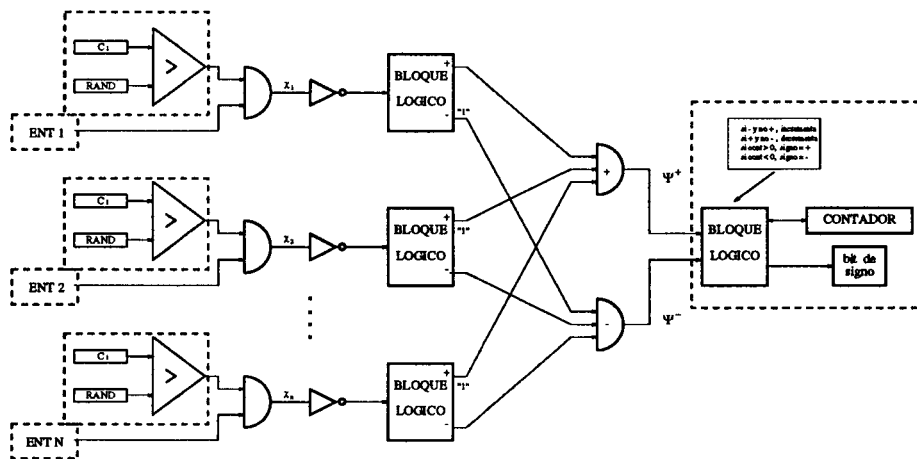 C₁
RAND
>
ENT 1
χ₁
BLOQUE
LOGICO
+
"1"
-
C₁
RAND
>
ENT 2
χ₂
BLOQUE
LOGICO
+
"1"
-
C₁
RAND
>
ENT N
χₙ
BLOQUE
LOGICO
+
"1"
-
+
Ψ⁺
-
Ψ⁻
si - y no + , incrementa
si + y no - , decrementa
si cont > 0, signo = +
si cont < 0, signo = -
BLOQUE
LOGICO
CONTADOR
bit de
signo